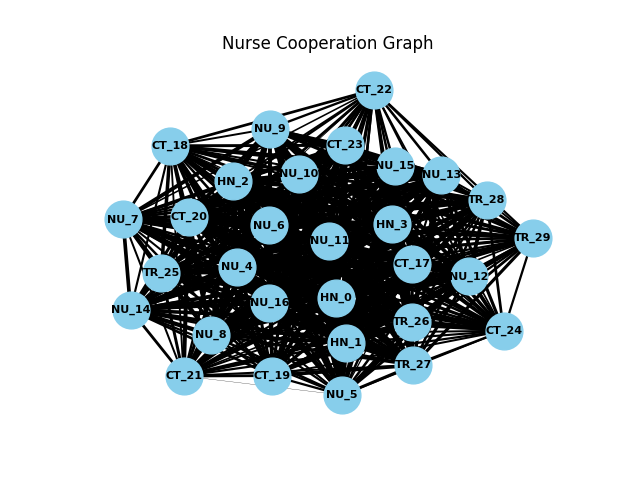 Nurse Cooperation Graph
CT_22
NU_9
CT_23
CT_18
NU_15
NU_10
NU_13
HN_2
TR_28
CT_20
NU_7
HN_3
NU_6
TR_29
NU_11
CT_17
NU_4
TR_25
NU_12
HN_0
NU_16
NU_14
TR_26
CT_24
NU_8
HN_1
TR_27
CT_21
CT_19
NU_5